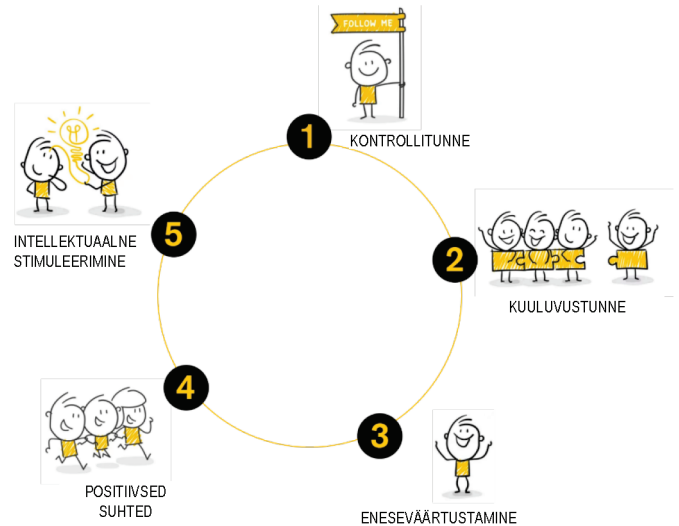 FOLLOW ME
1
KONTROLLITUNNE
2
KUULUVUSTUNNE
3
ENESEVÄÄRTUSTAMINE
4
POSITIIVSED
SUHTED
5
INTELLEKTUAALNE
STIMULEERIMINE